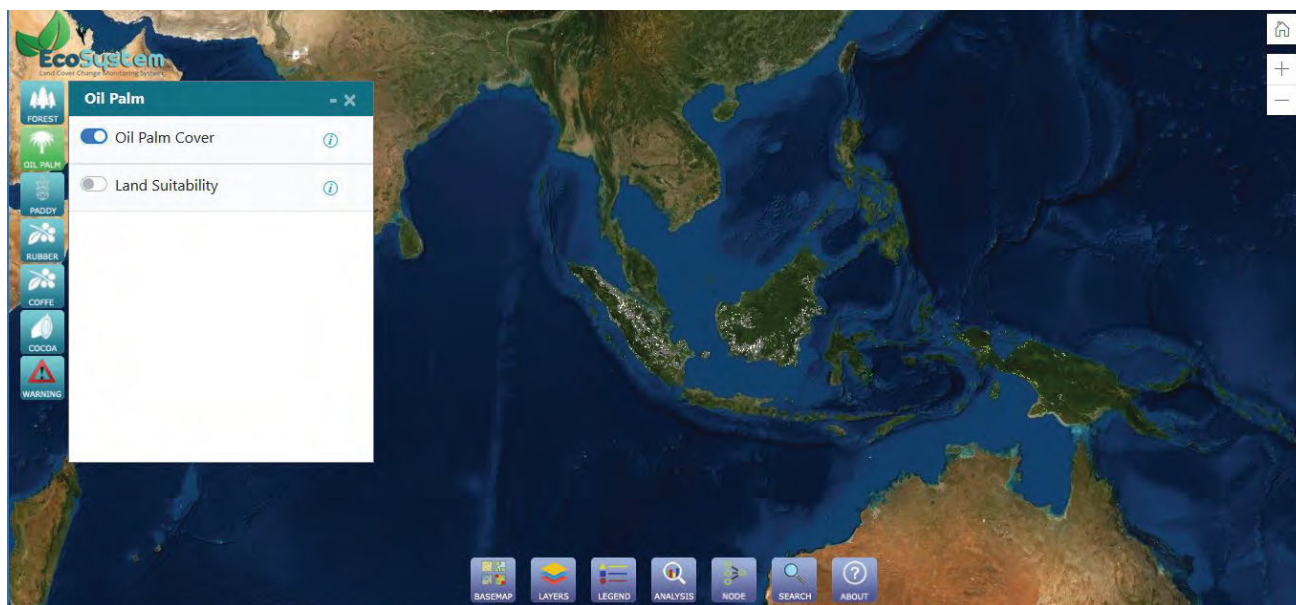 EcoSystem
Land Cover Change Monitoring System
FOREST
OIL PALM
PADDY
RUBBER
COFFE
COCOA
WARNING
Oil Palm
Oil Palm Cover
Land Suitability
BASEMAP
LAYERS
LEGEND
ANALYSIS
NODE
SEARCH
ABOUT